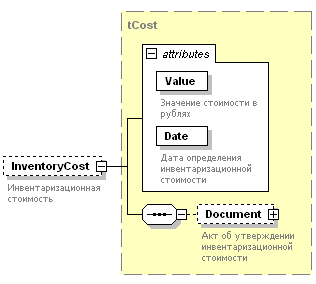 tCost
attributes
Value
Значение стоимости в
рублях
Date
Дата определения
инвентаризационной
стоимости
InventoryCost
Инвентаризационная
стоимость
Document
Акт об утверждении
инвентаризационной
стоимости